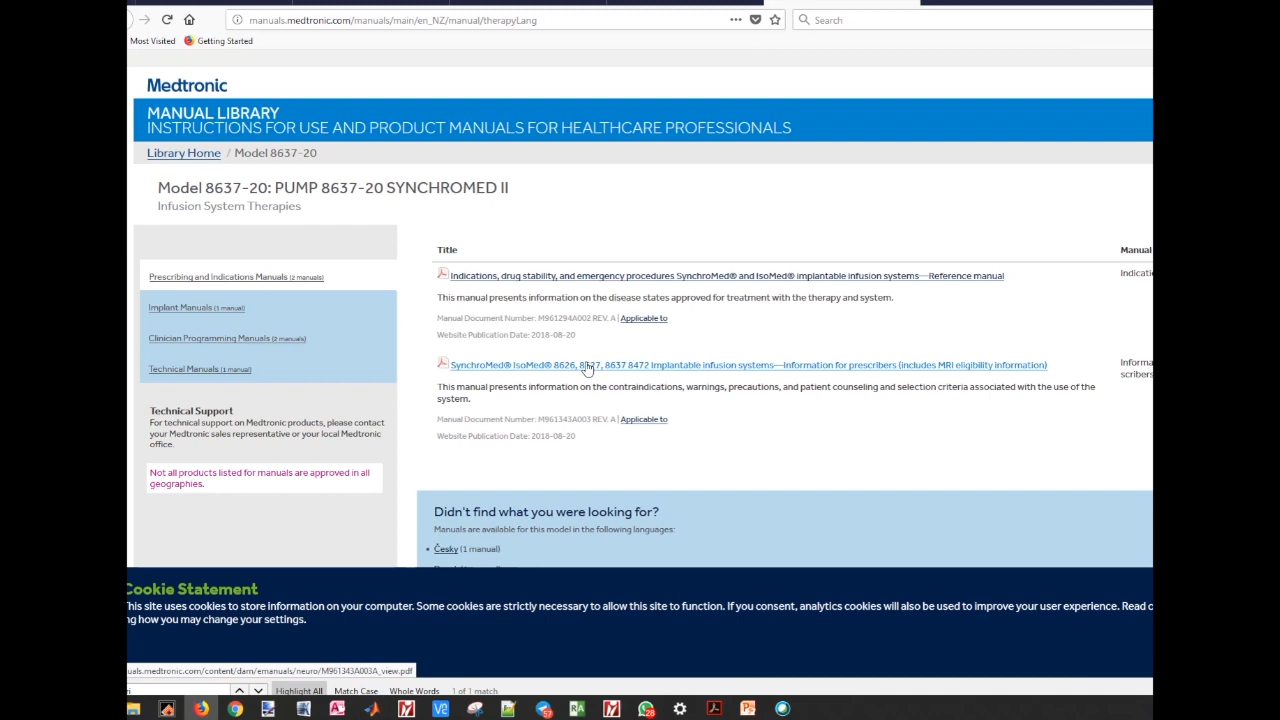 manuals.medtronic.com/manuals/main/en_NZ/manual/therapyLang
Search
Most Visited
Getting Started
Medtronic
MANUAL LIBRARY
INSTRUCTIONS FOR USE AND PRODUCT MANUALS FOR HEALTHCARE PROFESSIONALS
Library Home / Model 8637-20
Model 8637-20: PUMP 8637-20 SYNCHROMED II
Infusion System Therapies
Prescribing and Indications Manuals (2 manuals)
Implant Manuals (1 manual)
Clinician Programming Manuals (2 manuals)
Technical Manuals (1 manual)
Technical Support
For technical support on Medtronic products, please contact
your Medtronic sales representative or your local Medtronic
office.
Not all products listed for manuals are approved in all
geographies.
Title
Manual
Indications, drug stability, and emergency procedures SynchroMed® and IsoMed® implantable infusion systems—Reference manual
Indicati
This manual presents information on the disease states approved for treatment with the therapy and system.
Manual Document Number: M961294A002 REV. A | Applicable to
Website Publication Date: 2018-08-20
SynchroMed® IsoMed® 8626, 8627, 8637 8472 Implantable infusion systems—Information for prescribers (includes MRI eligibility information)
Informa
scribers
This manual presents information on the contraindications, warnings, precautions, and patient counseling and selection criteria associated with the use of the
system.
Manual Document Number: M961343A003 REV. A | Applicable to
Website Publication Date: 2018-08-20
Didn't find what you were looking for?
Manuals are available for this model in the following languages:
• Česky (1 manual)
Cookie Statement
This site uses cookies to store information on your computer. Some cookies are strictly necessary to allow this site to function. If you consent, analytics cookies will also be used to improve your user experience. Read
ng how you may change your settings.
uals.medtronic.com/content/dam/emanuals/neuro/M961343A003A_view.pdf
ri
Highlight All
Match Case
Whole Words
1 of 1 match